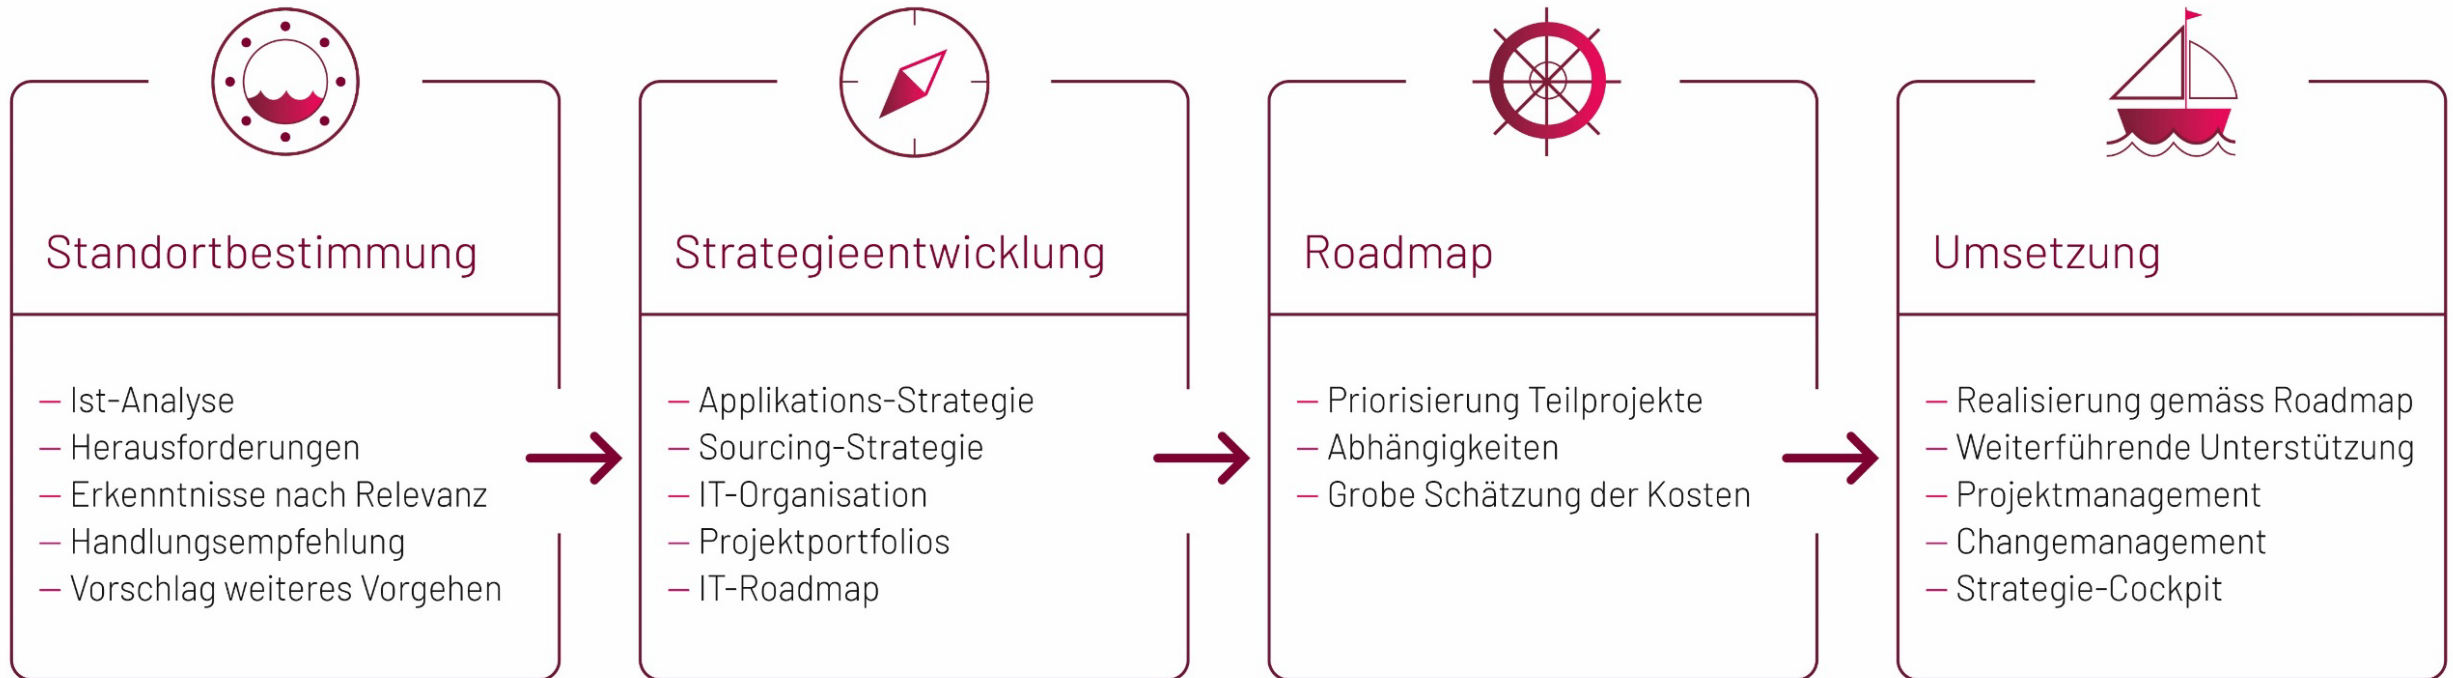 Standortbestimmung
– Ist-Analyse
– Herausforderungen
– Erkenntnisse nach Relevanz
– Handlungsempfehlung
– Vorschlag weiteres Vorgehen
Strategieentwicklung
– Applikations-Strategie
– Sourcing-Strategie
– IT-Organisation
– Projektportfolios
– IT-Roadmap
Roadmap
– Priorisierung Teilprojekte
– Abhängigkeiten
– Grobe Schätzung der Kosten
Umsetzung
– Realisierung gemäss Roadmap
– Weiterführende Unterstützung
– Projektmanagement
– Changemanagement
– Strategie-Cockpit